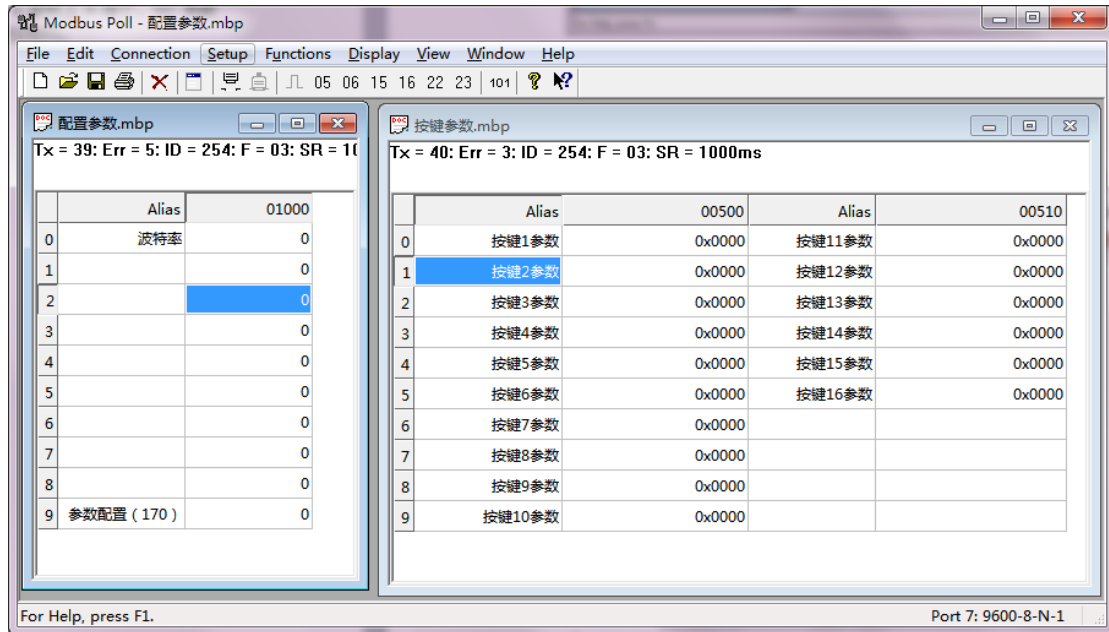 Modbus Poll - 配置参数.mbp
File Edit Connection Setup Functions Display View Window Help
05 06 15 16 22 23 101
配置参数.mbp
Tx = 39: Err = 5: ID = 254: F = 03: SR = 10
Alias 01000
0 波特率 0
1 0
2 0
3 0
4 0
5 0
6 0
7 0
8 0
9 参数配置（170） 0
按键参数.mbp
Tx = 40: Err = 3: ID = 254: F = 03: SR = 1000ms
Alias 00500 Alias 00510
0 按键1参数 0x0000 按键11参数 0x0000
1 按键2参数 0x0000 按键12参数 0x0000
2 按键3参数 0x0000 按键13参数 0x0000
3 按键4参数 0x0000 按键14参数 0x0000
4 按键5参数 0x0000 按键15参数 0x0000
5 按键6参数 0x0000 按键16参数 0x0000
6 按键7参数 0x0000
7 按键8参数 0x0000
8 按键9参数 0x0000
9 按键10参数 0x0000
For Help, press F1.
Port 7: 9600-8-N-1